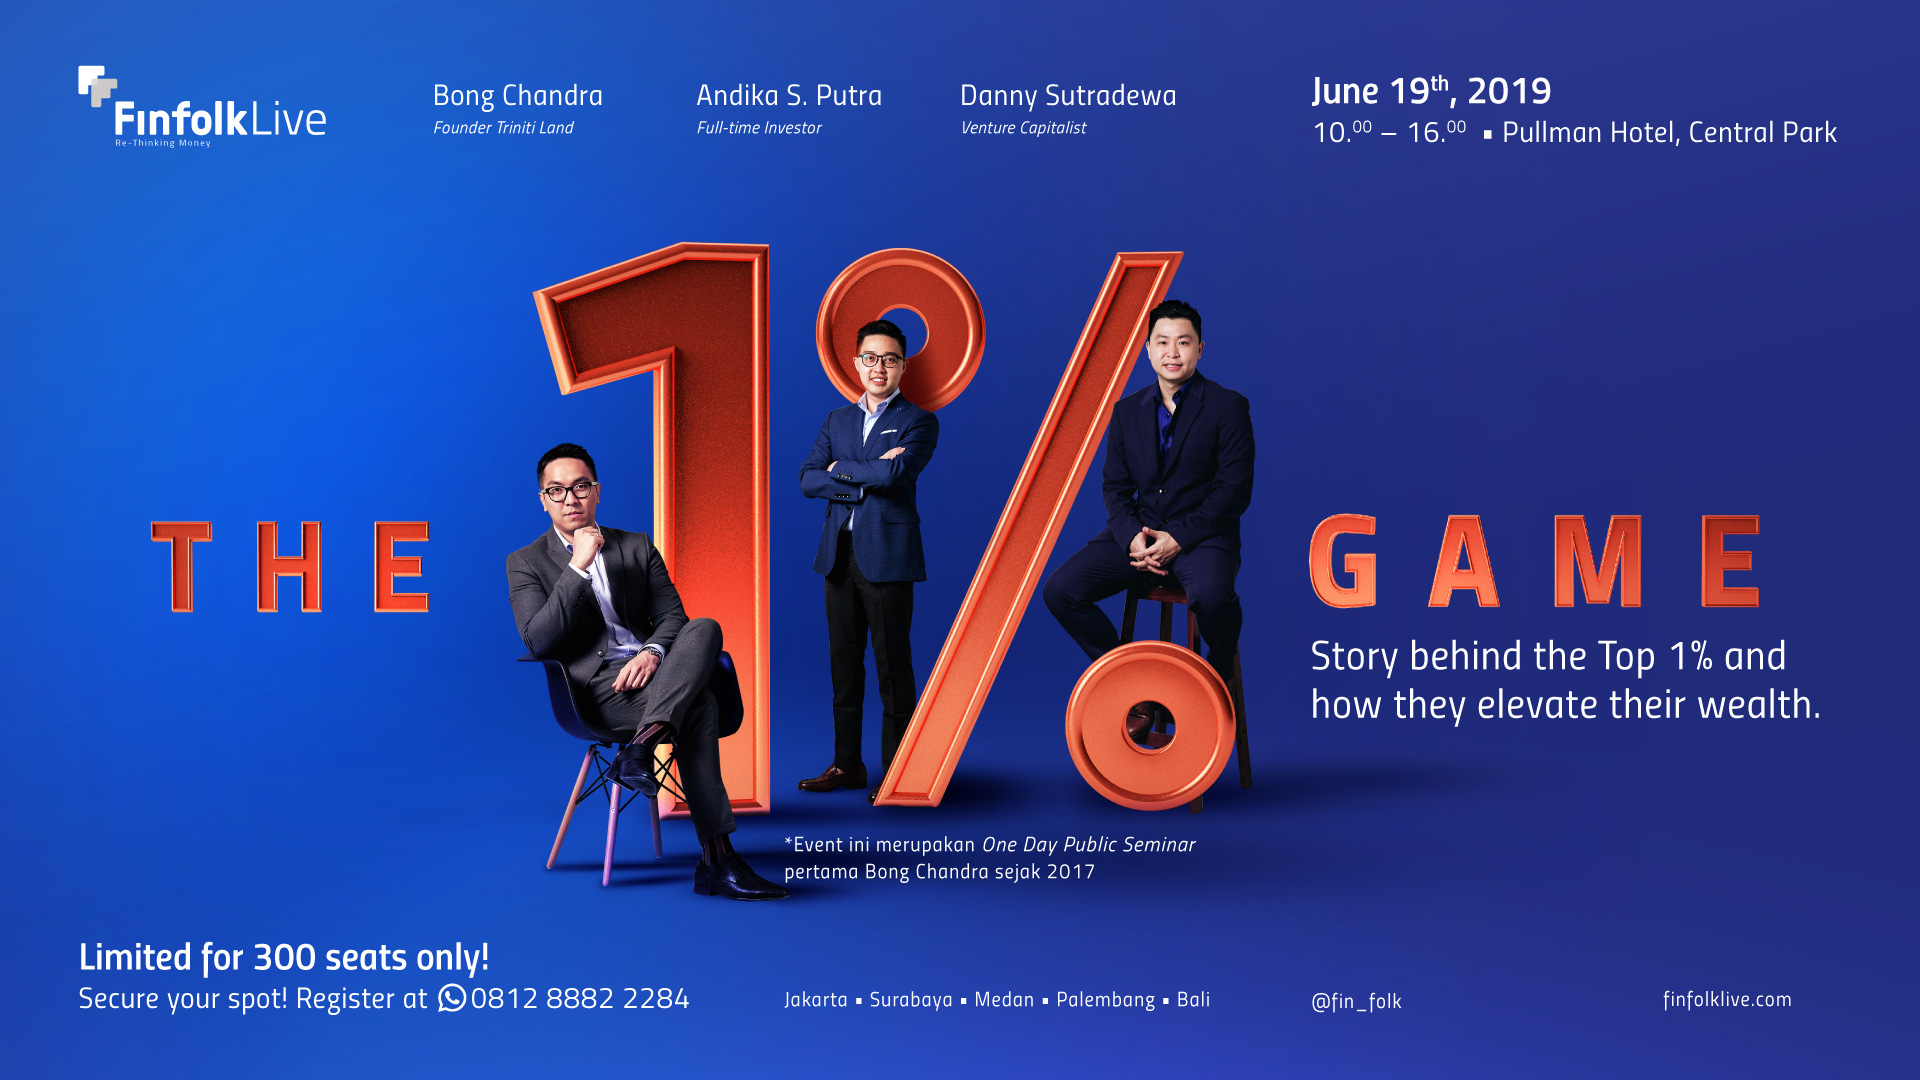 FinfolkLive
Re-Thinking Money
Bong Chandra
Founder Triniti Land
Andika S. Putra
Full-time Investor
Danny Sutradewa
Venture Capitalist
June 19th, 2019
10.00 – 16.00 ▪ Pullman Hotel, Central Park
THE 1% GAME
Story behind the Top 1% and
how they elevate their wealth.
*Event ini merupakan One Day Public Seminar
pertama Bong Chandra sejak 2017
Limited for 300 seats only!
Secure your spot! Register at 0812 8882 2284
Jakarta ▪ Surabaya ▪ Medan ▪ Palembang ▪ Bali
@fin_folk
finfolklive.com